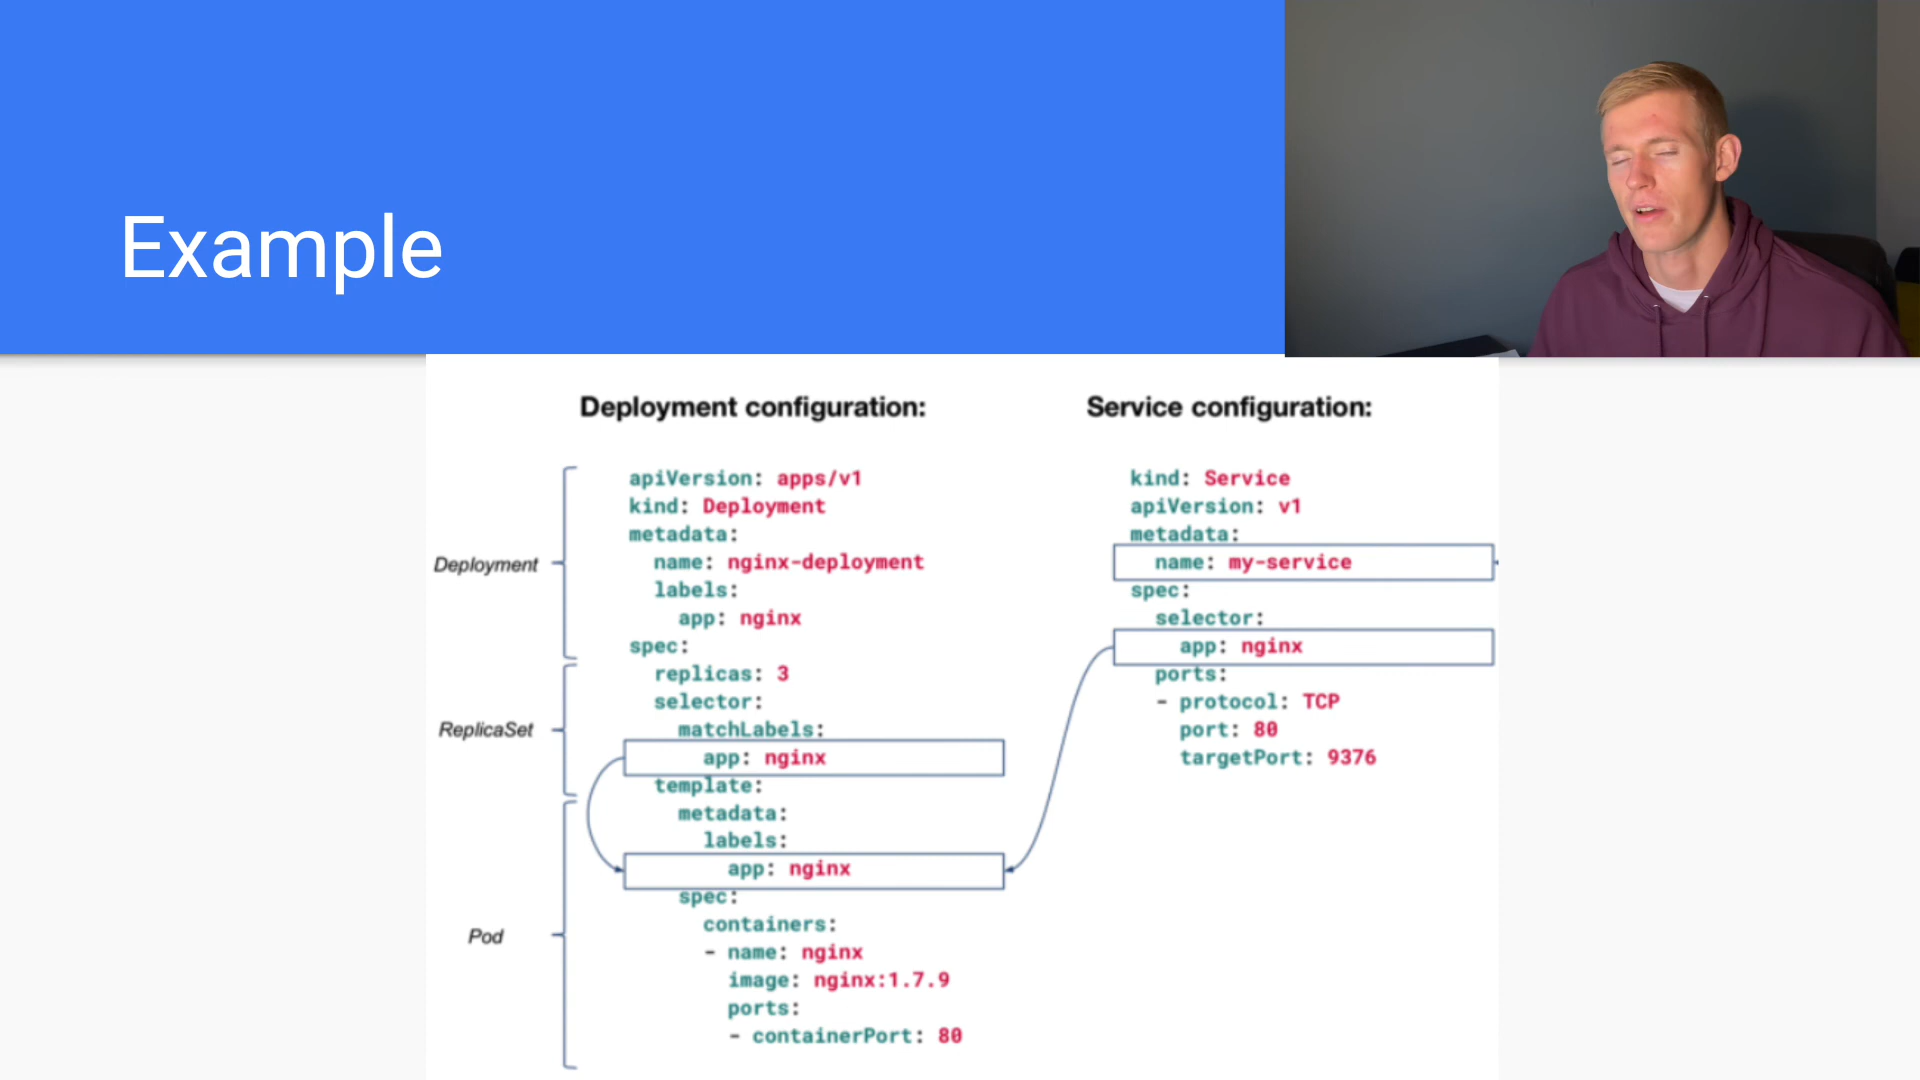 Example
Deployment configuration:
Deployment
apiVersion: apps/v1
kind: Deployment
metadata:
name: nginx-deployment
labels:
app: nginx
spec:
ReplicaSet
replicas: 3
selector:
matchLabels:
app: nginx
template:
Pod
metadata:
labels:
app: nginx
spec:
containers:
- name: nginx
image: nginx:1.7.9
ports:
- containerPort: 80
Service configuration:
kind: Service
apiVersion: v1
metadata:
name: my-service
spec:
selector:
app: nginx
ports:
- protocol: TCP
port: 80
targetPort: 9376